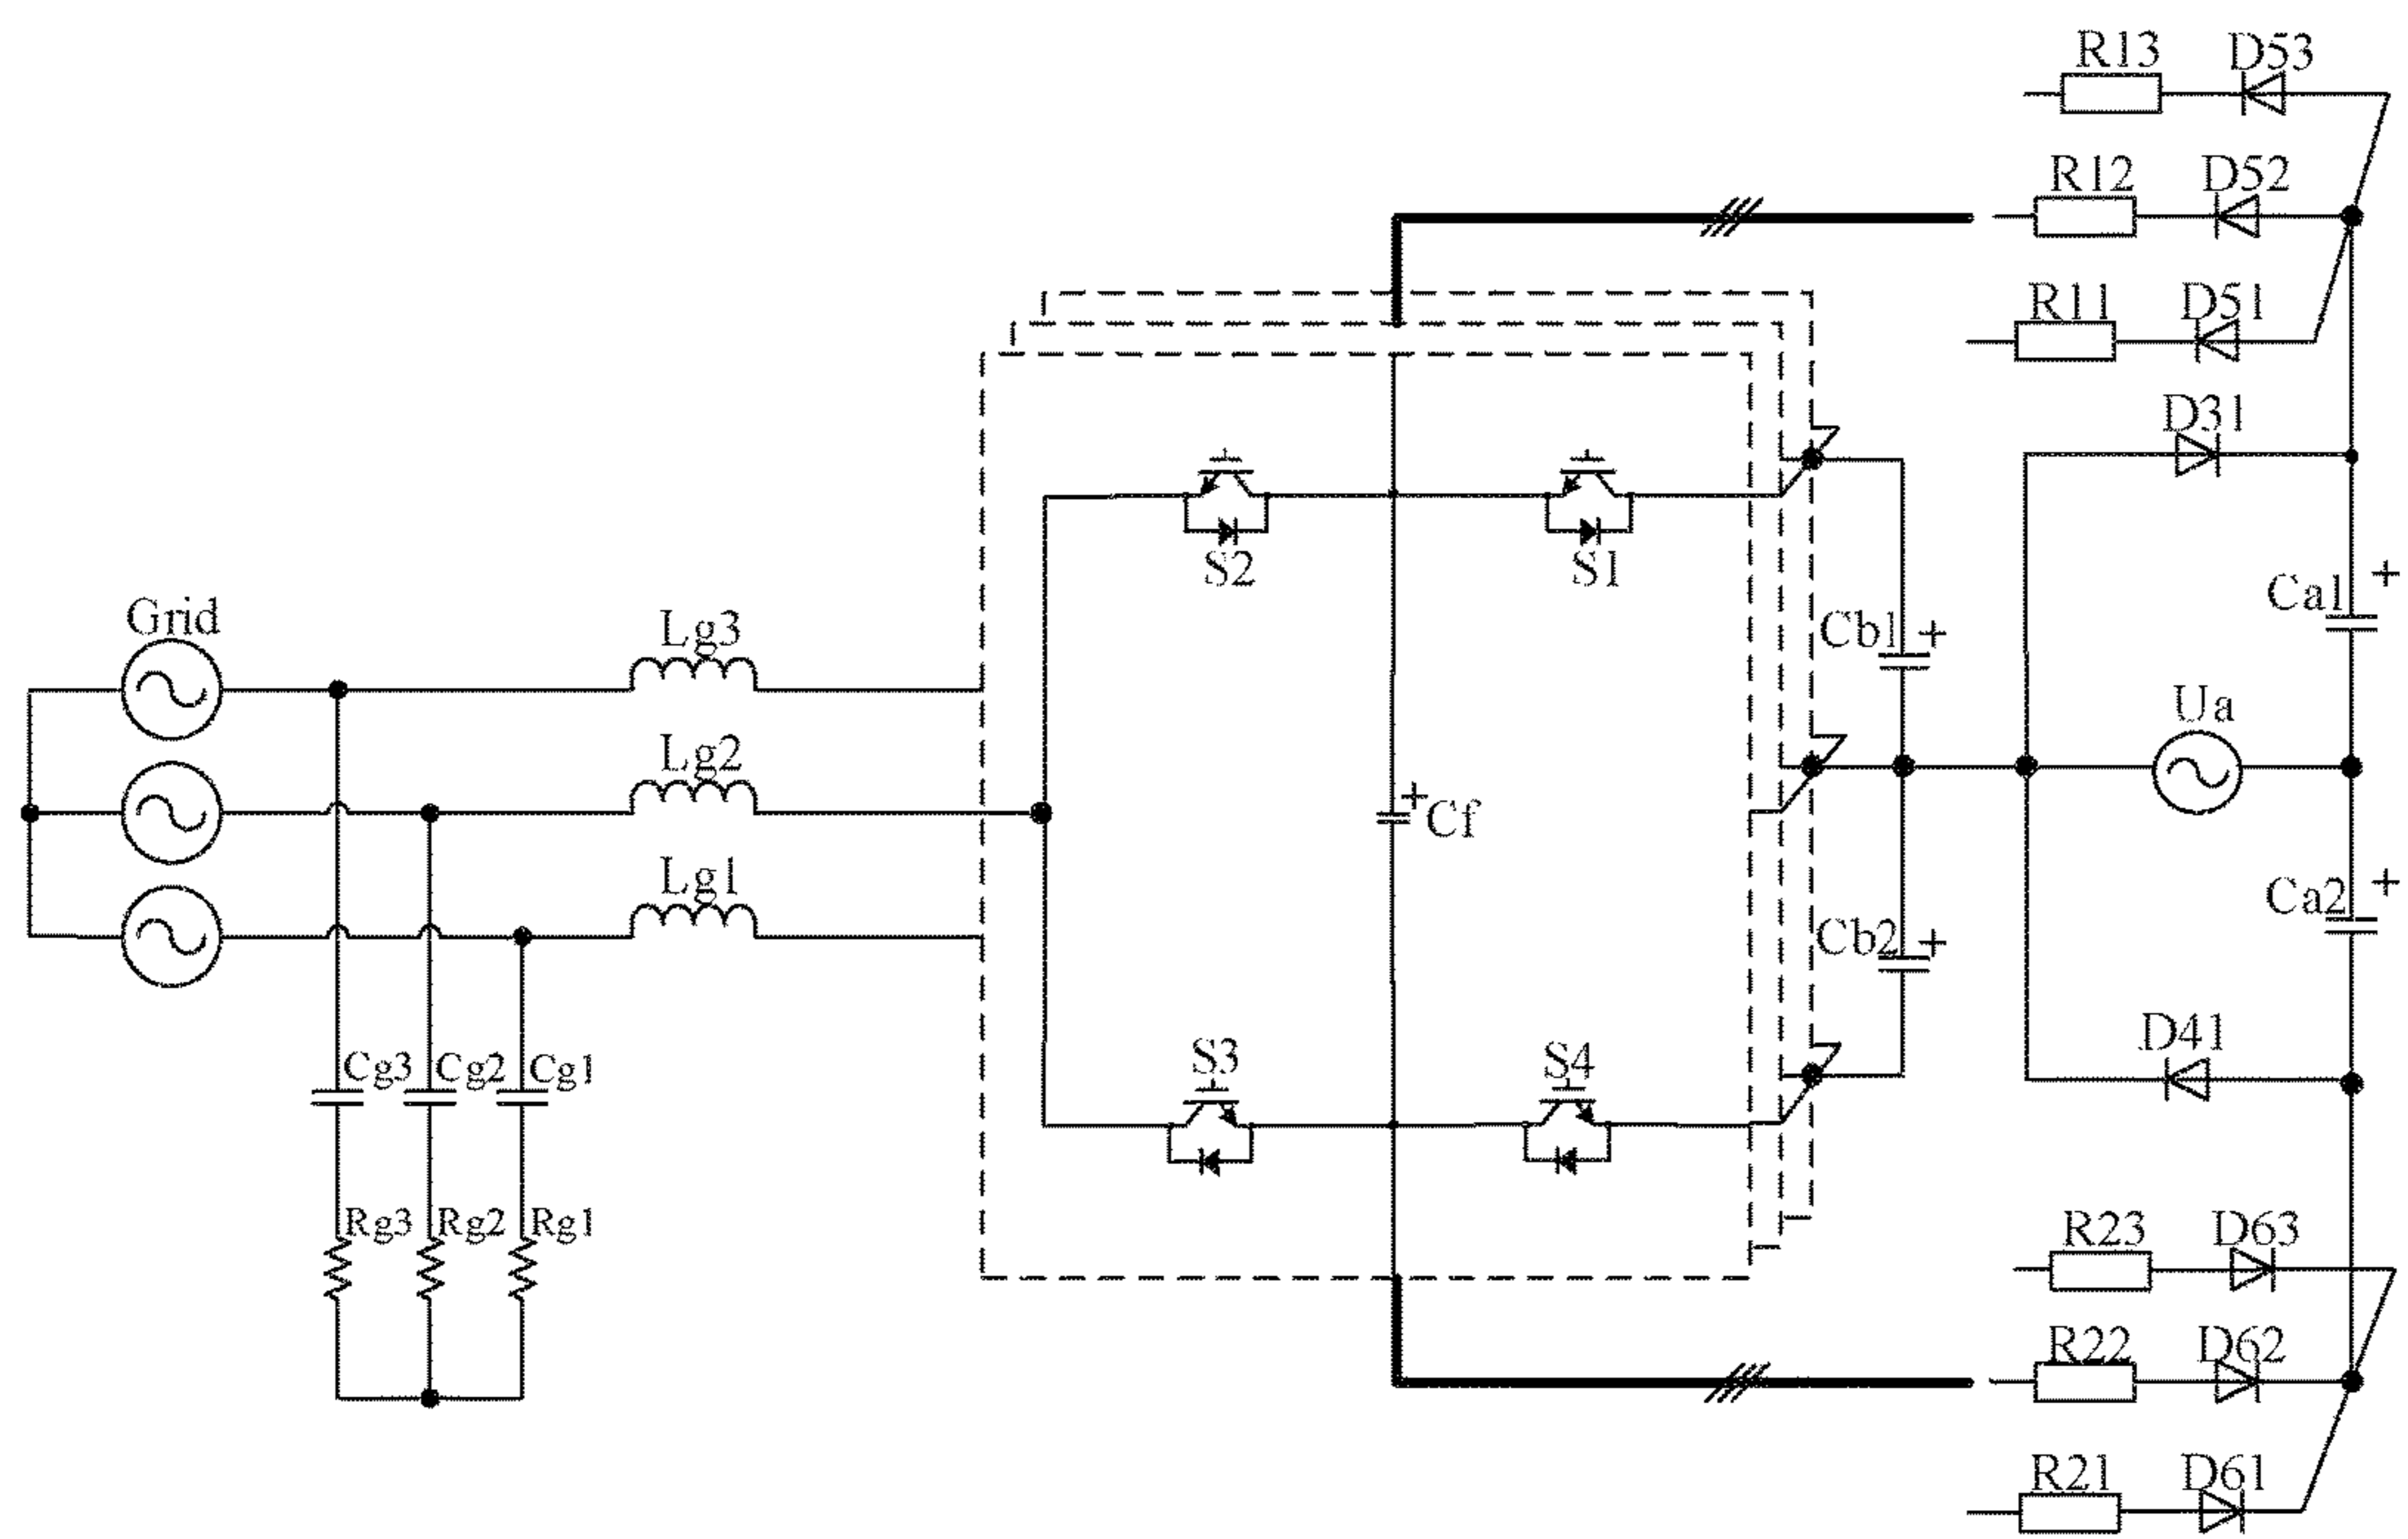 R13 D53
R12 D52
R11 D51
D31
S2 S1
Grid
Lg3
Ca1 +
Cb1 +
Lg2
Ua
+ Cf
Lg1
Ca2 +
Cb2 +
Cg3 Cg2 Cg1
S3 S4
D41
Rg3 Rg2 Rg1
R23 D63
R22 D62
R21 D61